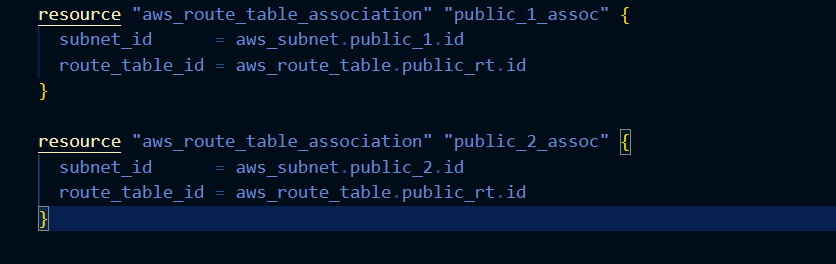 resource "aws_route_table_association" "public_1_assoc" {
  subnet_id      = aws_subnet.public_1.id
  route_table_id = aws_route_table.public_rt.id
}
resource "aws_route_table_association" "public_2_assoc" {
  subnet_id      = aws_subnet.public_2.id
  route_table_id = aws_route_table.public_rt.id
}